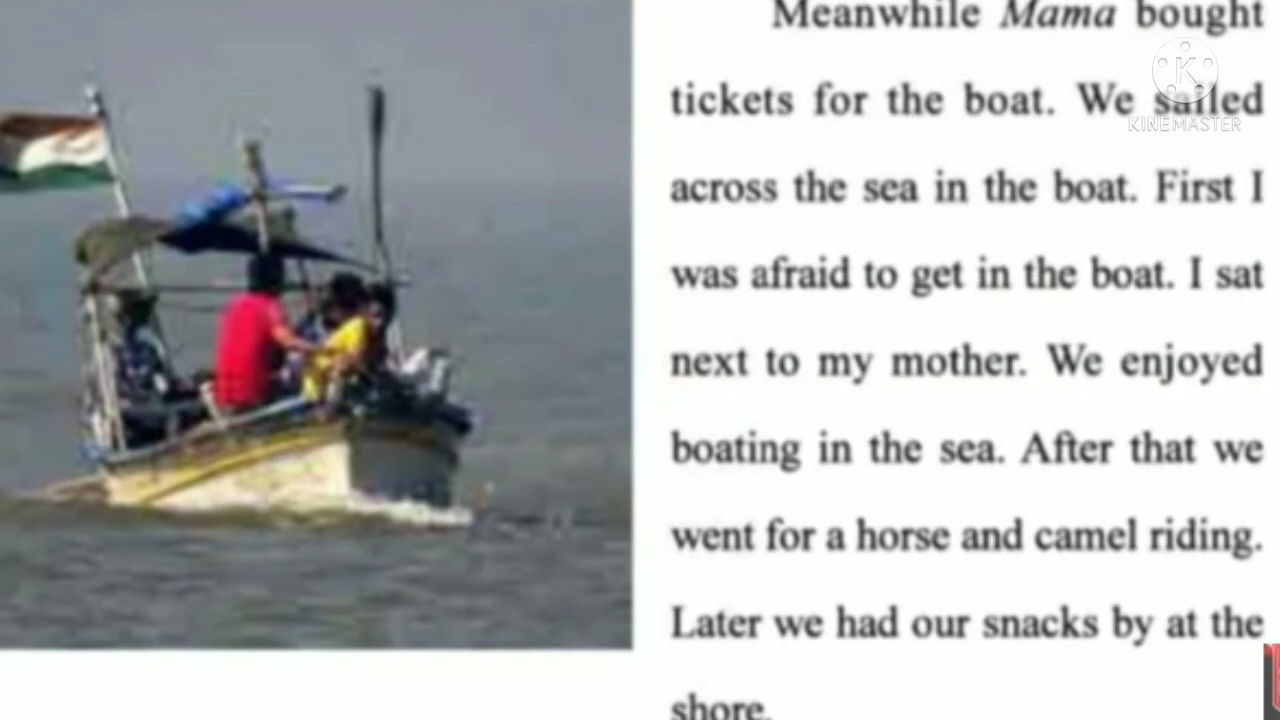 Meanwhile Mama bought
tickets for the boat. We sailed
across the sea in the boat. First I
was afraid to get in the boat. I sat
next to my mother. We enjoyed
boating in the sea. After that we
went for a horse and camel riding.
Later we had our snacks by at the
shore.
KINEMASTER